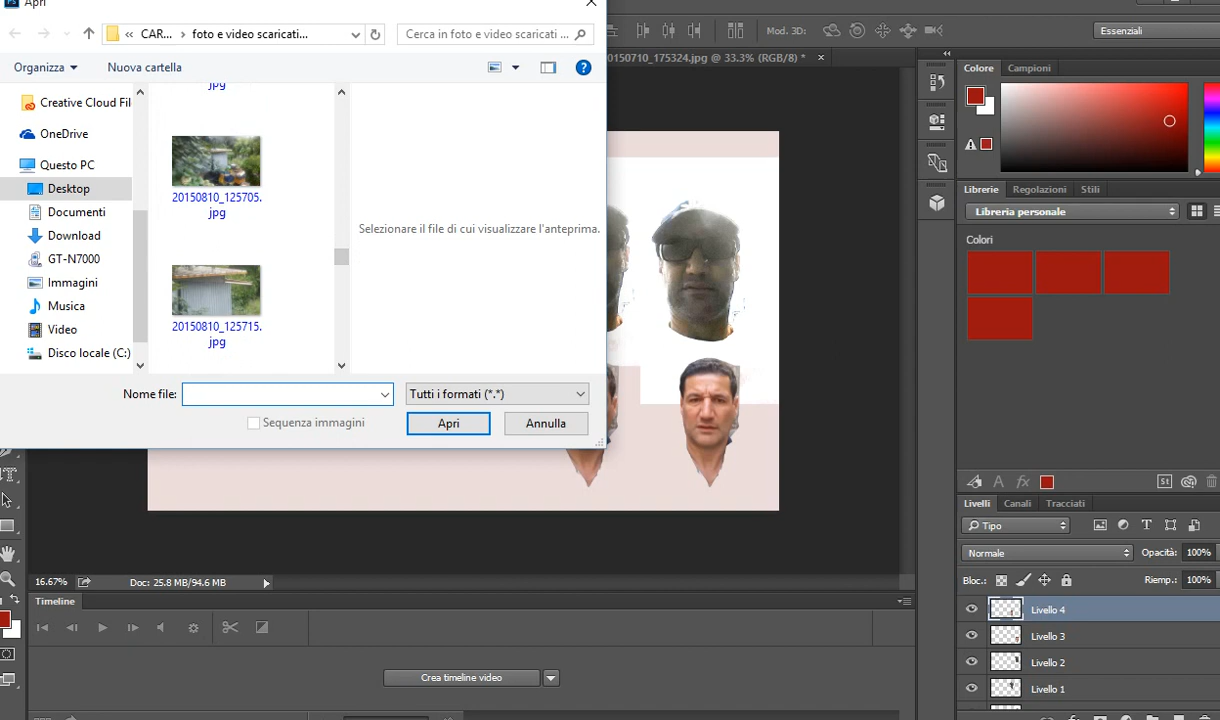 Apri
Mod. 3D:
Essenziali
CAR...
foto e video scaricati...
Cerca in foto e video scaricati ...
0150710_175324.jpg @ 33.3% (RGB/8) *
Organizza
Nuova cartella
Colore
Campioni
jpg
Creative Cloud Fil
OneDrive
20150810_125705.
jpg
Questo PC
Desktop
Documenti
Download
GT-N7000
Immagini
Musica
Video
Disco locale (C:)
Selezionare il file di cui visualizzare l'anteprima.
20150810_125715.
jpg
Librerie
Regolazioni
Stili
Libreria personale
Colori
Nome file:
Tutti i formati (*.*)
Sequenza immagini
Apri
Annulla
St
Livelli
Canali
Tracciati
Tipo
Normale
Opacità:
100%
Bloc.:
Riemp.:
100%
Livello 4
Livello 3
Livello 2
Livello 1
16.67%
Doc: 25.8 MB/94.6 MB
Timeline
Crea timeline video